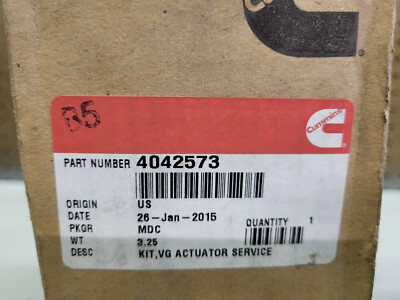 B5
Cummins
PART NUMBER 4042573
ORIGIN US
DATE 26-Jan-2015
PKGR MDC QUANTITY 1
WT 3.25
DESC KIT,VG ACTUATOR SERVICE